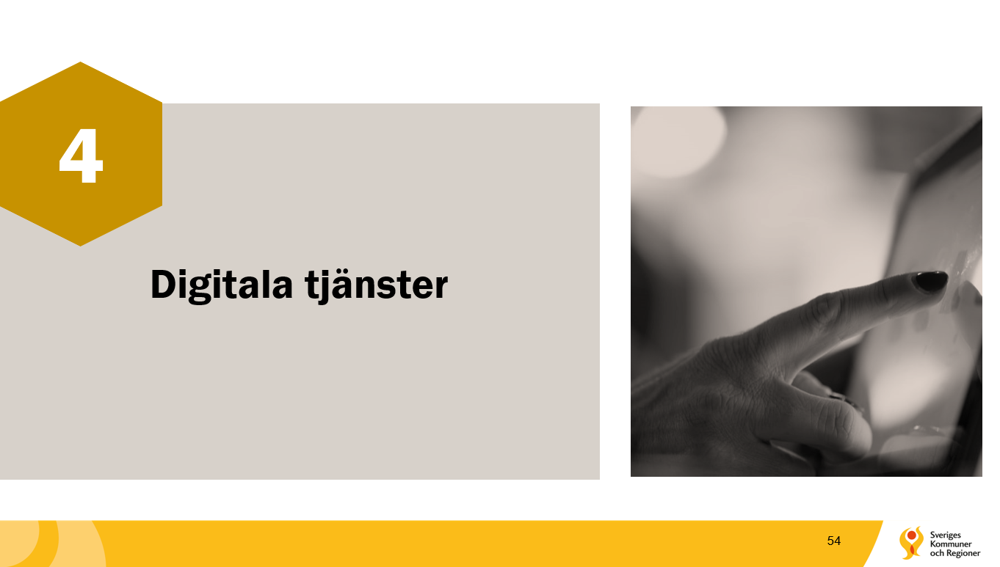 4
Digitala tjänster
54
Sveriges
Kommuner
och Regioner